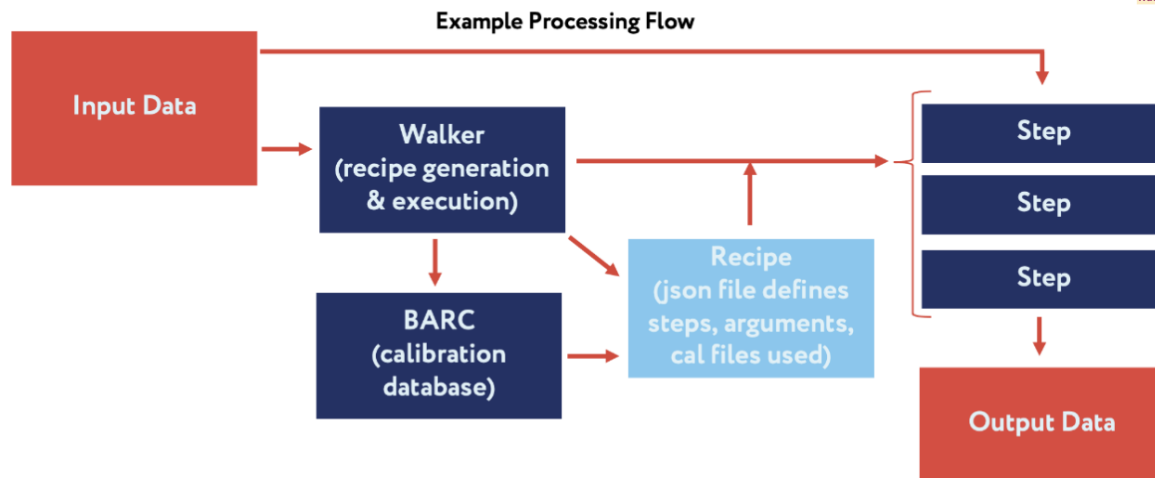 Example Processing Flow
Input Data
Walker
(recipe generation
& execution)
BARC
(calibration
database)
Recipe
(json file defines
steps, arguments,
cal files used)
Step
Step
Step
Output Data